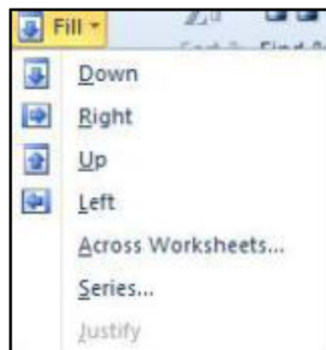 Fill
Down
Right
Up
Left
Across Worksheets...
Series...
Justify